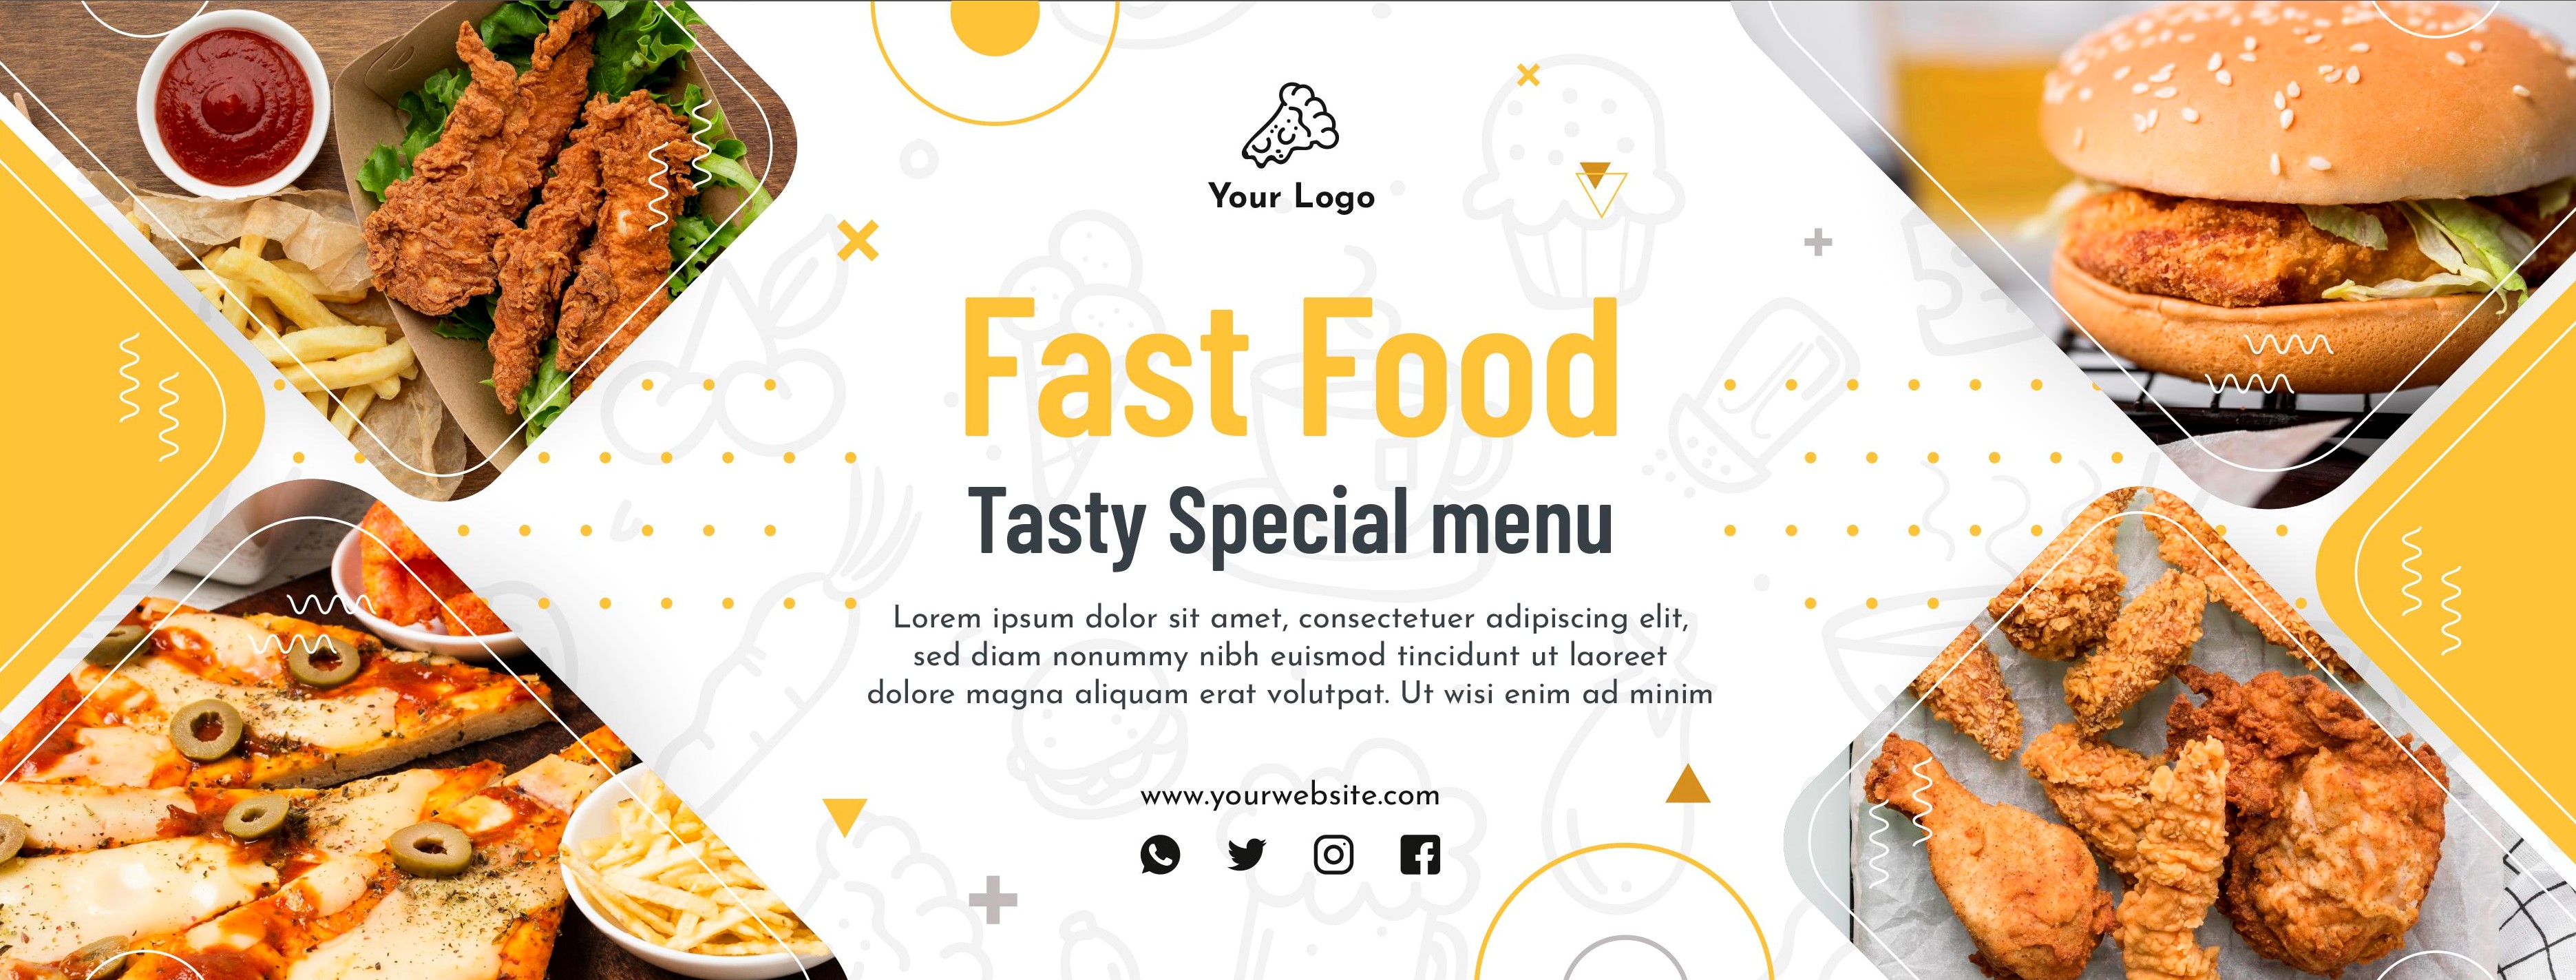 Your Logo
Fast Food
Tasty Special menu
Lorem ipsum dolor sit amet, consectetuer adipiscing elit,
sed diam nonummy nibh euismod tincidunt ut laoreet
dolore magna aliquam erat volutpat. Ut wisi enim ad minim
www.yourwebsite.com